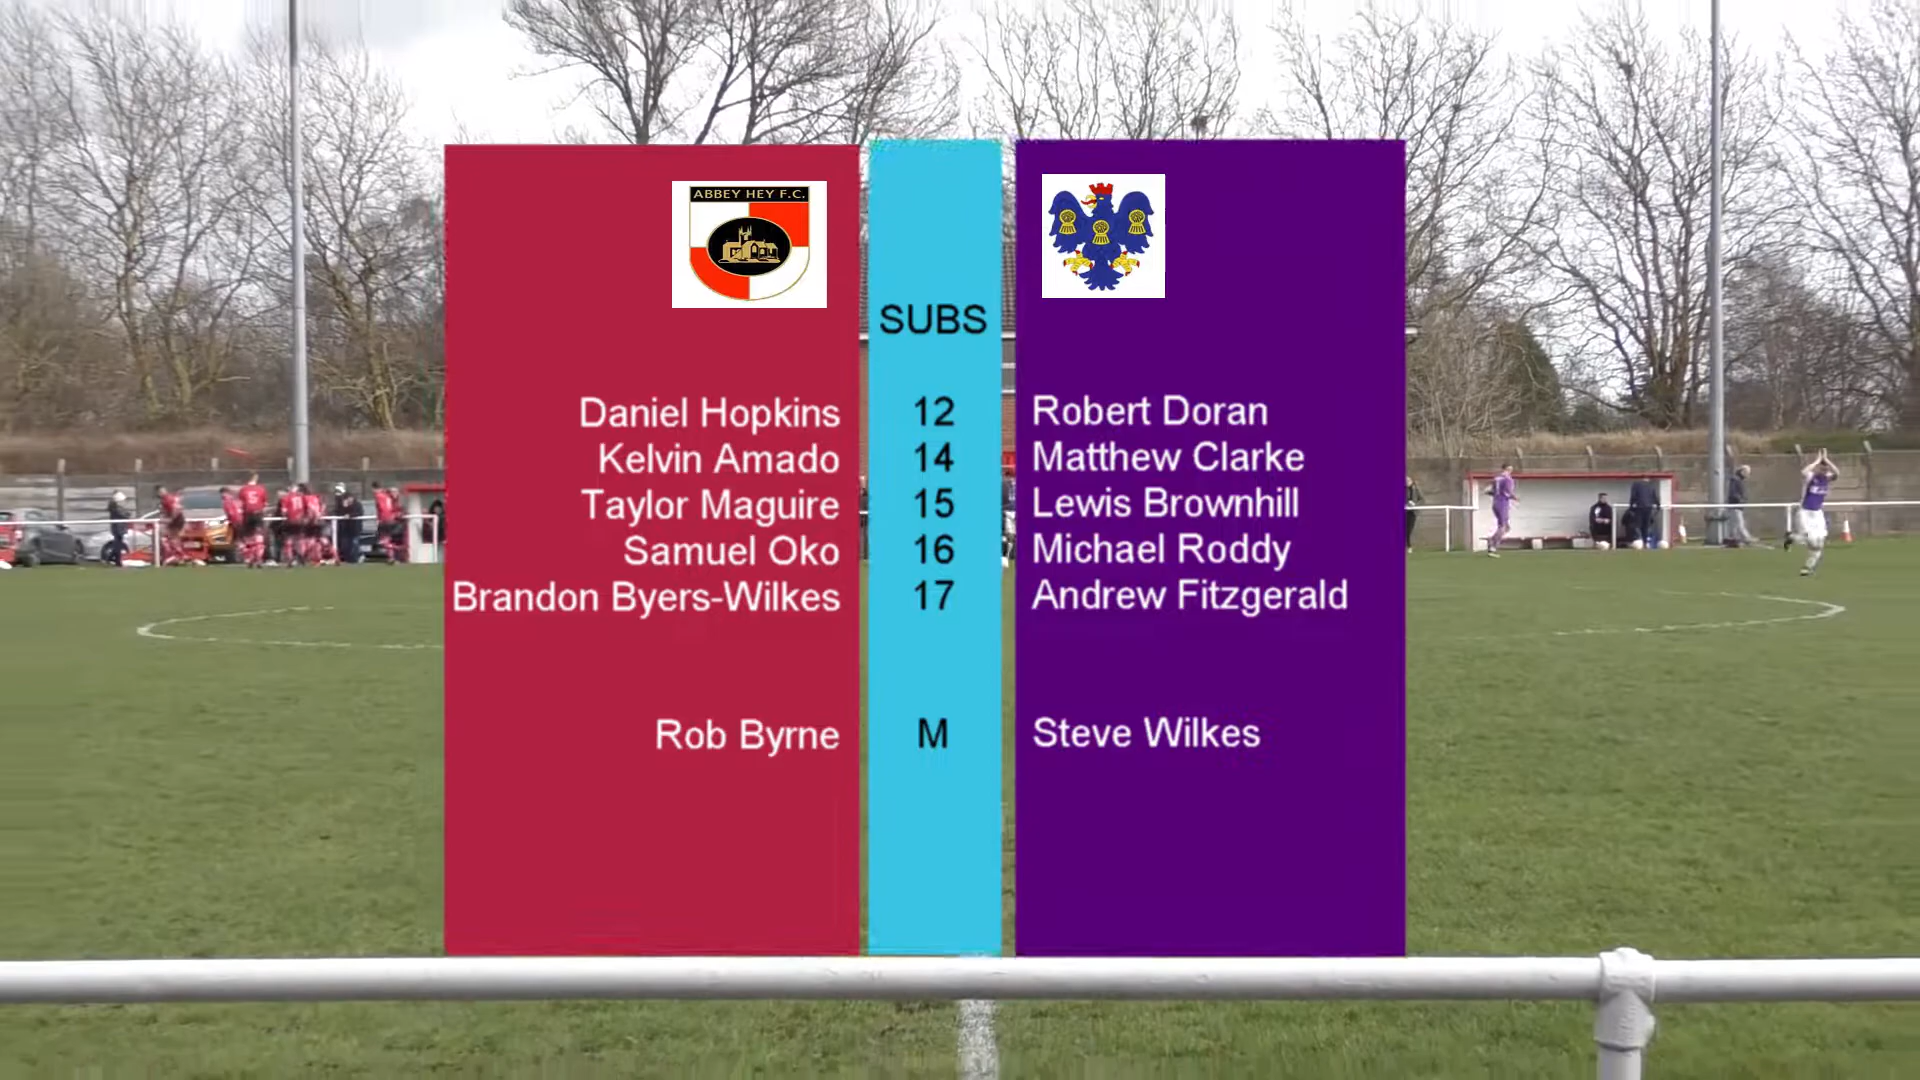 ABBEY HEY F.C.
SUBS
Daniel Hopkins 12 Robert Doran
Kelvin Amado 14 Matthew Clarke
Taylor Maguire 15 Lewis Brownhill
Samuel Oko 16 Michael Roddy
Brandon Byers-Wilkes 17 Andrew Fitzgerald
Rob Byrne M Steve Wilkes